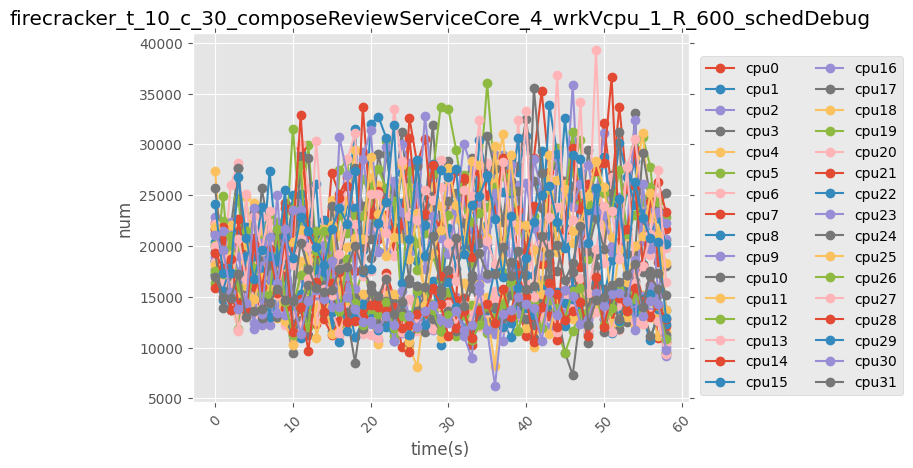 firecracker_t_10_c_30_composeReviewServiceCore_4_wrkVcpu_1_R_600_schedDebug
40000
35000
30000
25000
20000
15000
10000
5000
num
0
10
20
30
40
50
60
time(s)
cpu0
cpu1
cpu2
cpu3
cpu4
cpu5
cpu6
cpu7
cpu8
cpu9
cpu10
cpu11
cpu12
cpu13
cpu14
cpu15
cpu16
cpu17
cpu18
cpu19
cpu20
cpu21
cpu22
cpu23
cpu24
cpu25
cpu26
cpu27
cpu28
cpu29
cpu30
cpu31